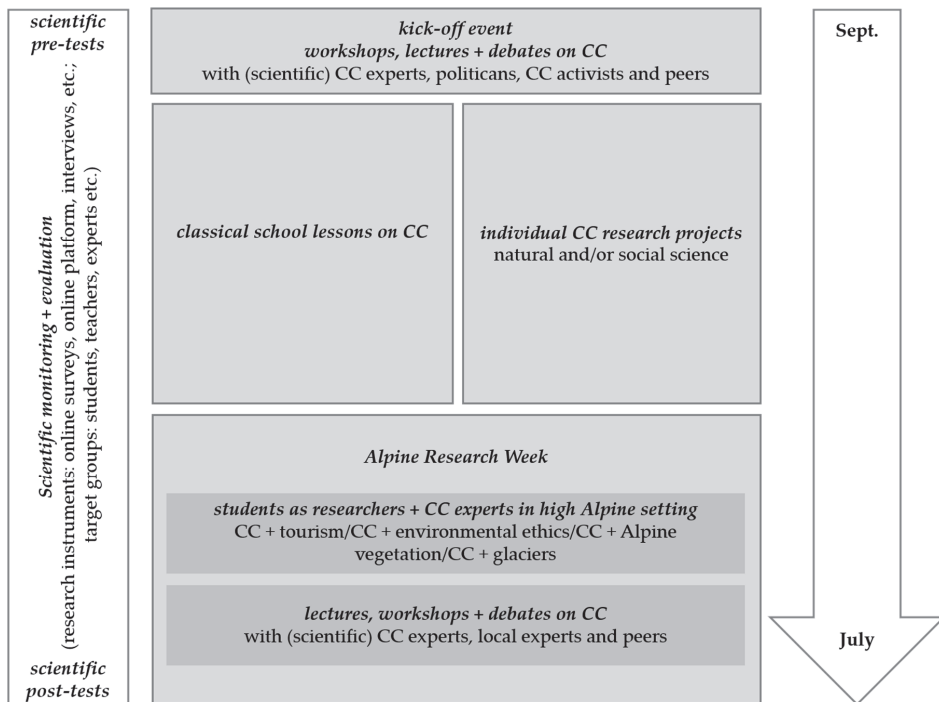 scientific
pre-tests
Scientific monitoring + evaluation
(research instruments: online surveys, online platform, interviews, etc.;
target groups: students, teachers, experts etc.)
scientific
post-tests
kick-off event
workshops, lectures + debates on CC
with (scientific) CC experts, politicans, CC activists and peers
classical school lessons on CC
individual CC research projects
natural and/or social science
Alpine Research Week
students as researchers + CC experts in high Alpine setting
CC + tourism/CC + environmental ethics/CC + Alpine
vegetation/CC + glaciers
lectures, workshops + debates on CC
with (scientific) CC experts, local experts and peers
Sept.
July